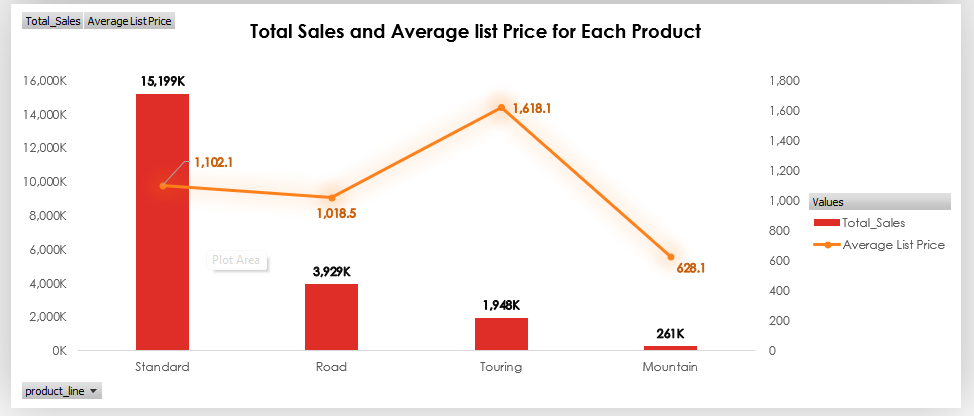 Total_Sales Average List Price
Total Sales and Average list Price for Each Product
16,000K
14,000K
12,000K
10,000K
8,000K
6,000K
4,000K
2,000K
0K
15,199K
3,929K
1,948K
261K
1,102.1
1,018.5
1,618.1
628.1
Plot Area
1,800
1,600
1,400
1,200
1,000
800
600
400
200
0
Values
Total_Sales
Average List Price
Standard Road Touring Mountain
product_line